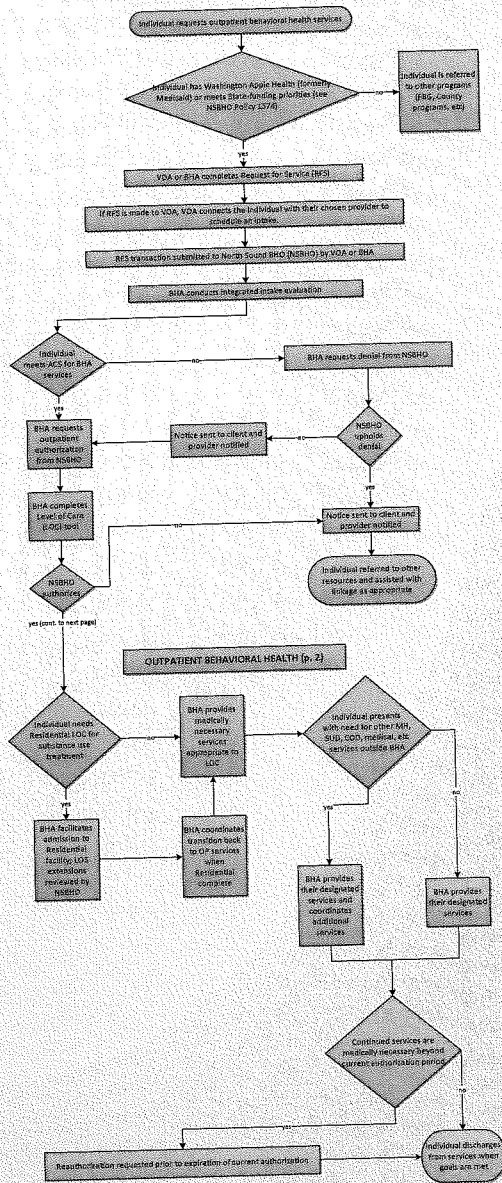 Individual requests outpatient behavioral health services
Individual has Washington Apple Health (formerly
Medicaid) or meets State-funding priorities (see
NSBHO Policy 1574)
no
Individual is referred
to other programs
(FBG, County
programs, etc)
yes
VOA or BHA completes Request for Service (RFS)
If RFS is made to VOA, VOA connects the individual with their chosen provider to
schedule an intake.
RFS transaction submitted to North Sound BHO (NSBHO) by VOA or BHA
BHA conducts integrated intake evaluation
Individual
meets ACS for BHA
services
no
BHA requests denial from NSBHO
yes
BHA requests
outpatient
authorization
from NSBHO
Notice sent to client and
provider notified
no
NSBHO
upholds
denial
yes
BHA completes
Level of Care
(LOC) tool
no
Notice sent to client and
provider notified
NSBHO
authorizes
Individual referred to other
resources and assisted with
linkage as appropriate
yes (cont. to next page)
OUTPATIENT BEHAVIORAL HEALTH (p. 2)
Individual needs
Residential LOC for
substance use
treatment
no
BHA provides
medically
necessary
services
appropriate to
LOC
Individual presents
with need for other MH,
SUD, COD, medical, etc.
services outside BHA
yes
no
yes
BHA facilitates
admission to
Residential
facility; LOS
extensions
reviewed by
NSBHO
BHA coordinates
transition back
to OP services
when
Residential
complete
BHA provides
their designated
services and
coordinates
additional
services
BHA provides
their designated
services
Continued services are
medically necessary beyond
current authorization period
no
yes
Reauthorization requested prior to expiration of current authorization
Individual discharges
from services when
goals are met